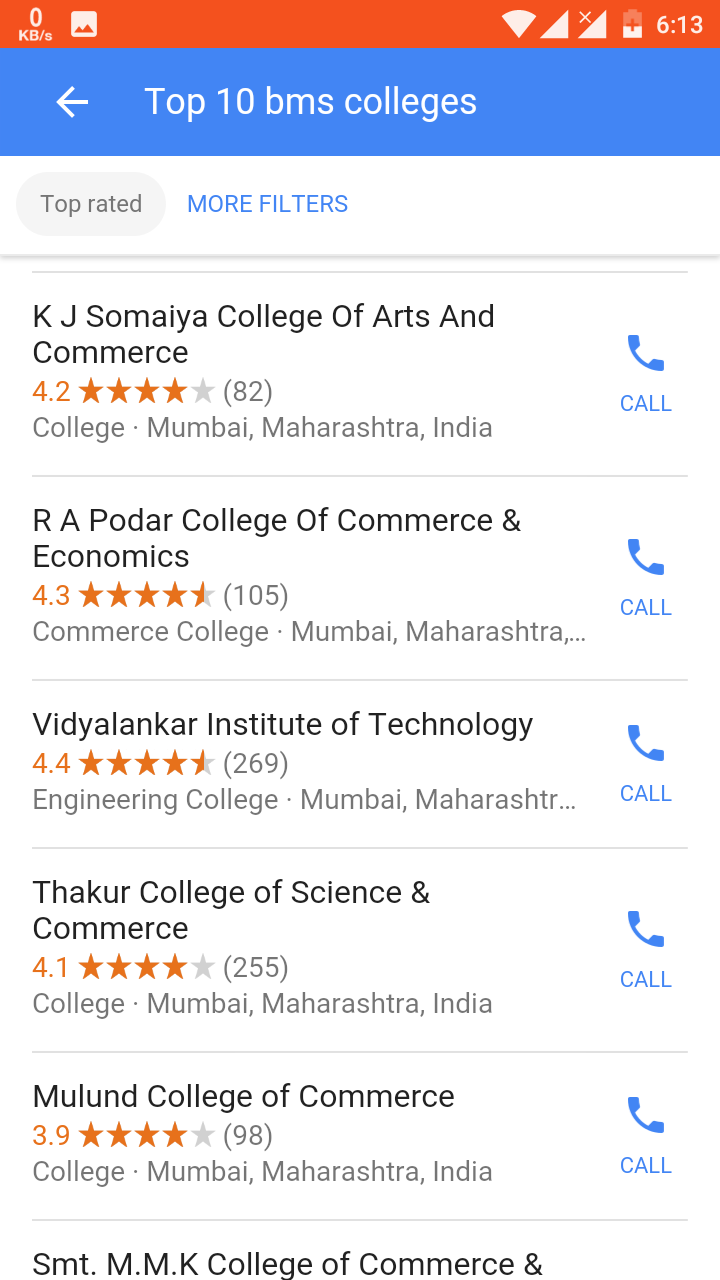 0
KB/s
6:13
Top 10 bms colleges
Top rated
MORE FILTERS
K J Somaiya College Of Arts And
Commerce
4.2 ★★★★★ (82)
College · Mumbai, Maharashtra, India
CALL
R A Podar College Of Commerce &
Economics
4.3 ★★★★★ (105)
Commerce College · Mumbai, Maharashtra,...
CALL
Vidyalankar Institute of Technology
4.4 ★★★★★ (269)
Engineering College · Mumbai, Maharashtr...
CALL
Thakur College of Science &
Commerce
4.1 ★★★★★ (255)
College · Mumbai, Maharashtra, India
CALL
Mulund College of Commerce
3.9 ★★★★★ (98)
College · Mumbai, Maharashtra, India
CALL
Smt. M.M.K College of Commerce &